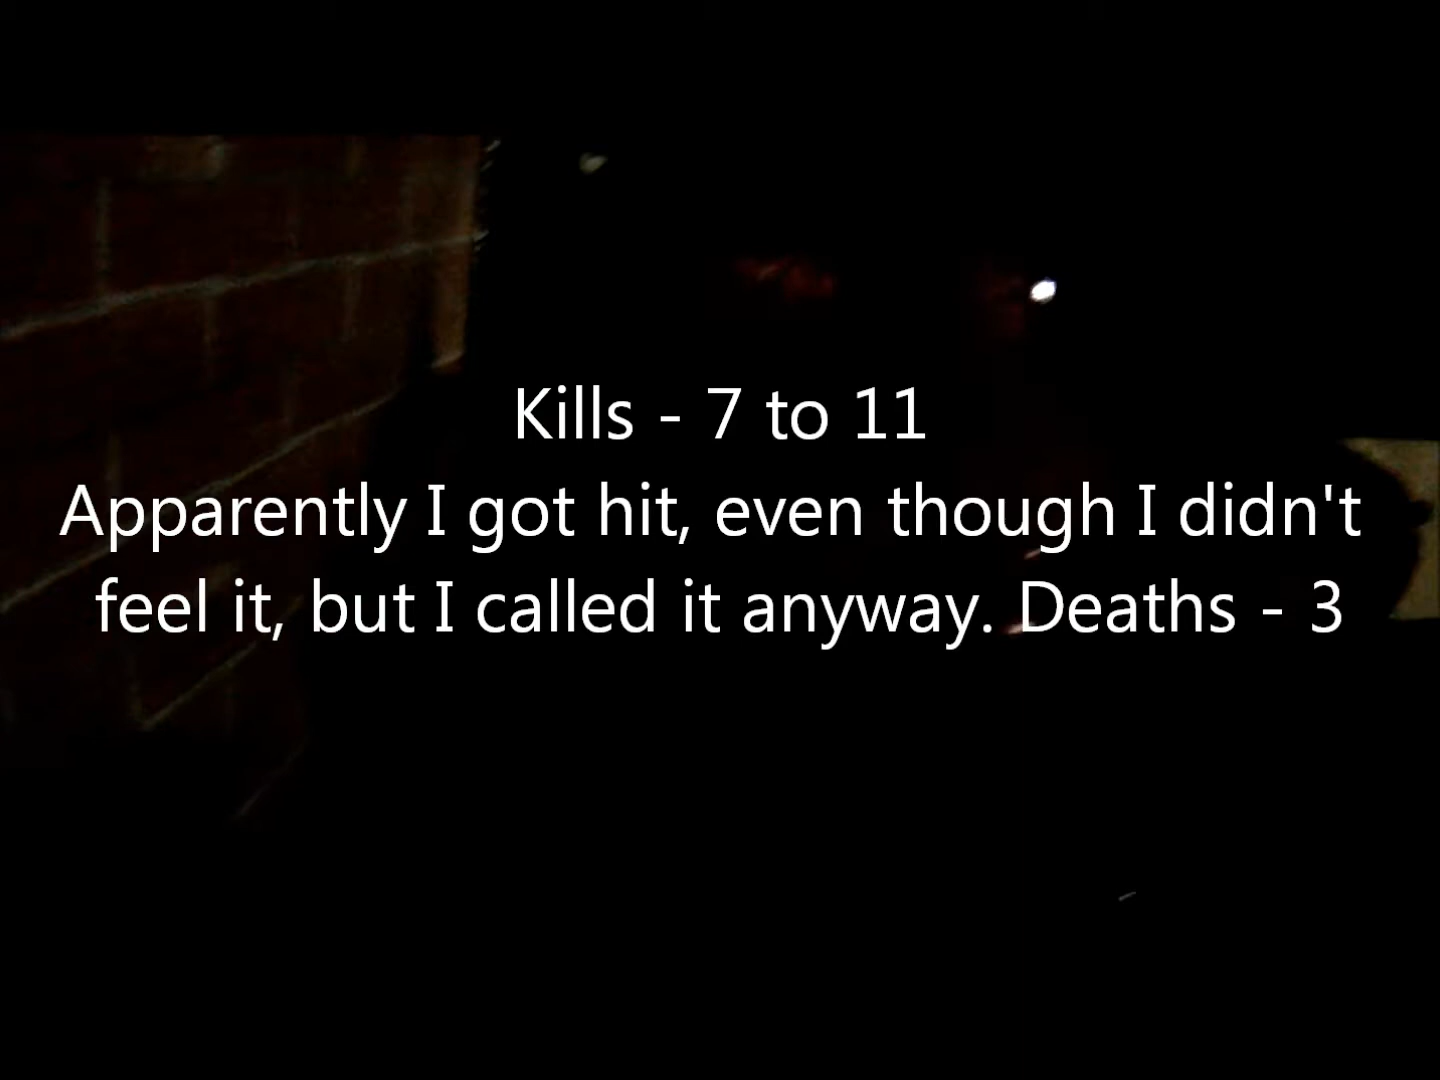 Kills - 7 to 11
Apparently I got hit, even though I didn't
feel it, but I called it anyway. Deaths - 3